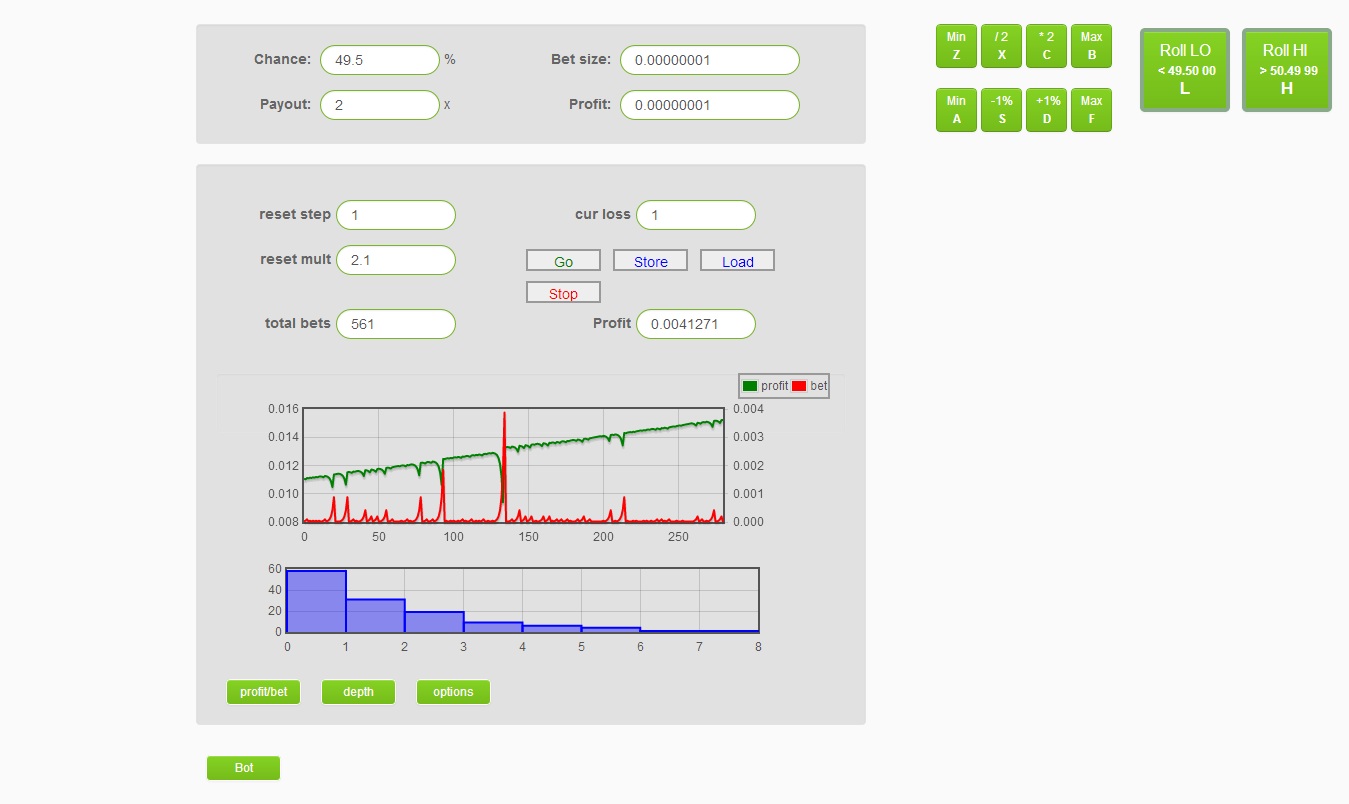 Chance: 49.5 % Bet size: 0.00000001
Payout: 2 x Profit: 0.00000001
Min / 2 * 2 Max
Z X C B
Min -1% +1% Max
A S D F
Roll LO
< 49.50 00
L
Roll HI
> 50.49 99
H
reset step 1 cur loss 1
reset mult 2.1 Go Store Load
Stop
total bets 561 Profit 0.0041271
profit bet
0.016 0.004
0.014 0.003
0.012 0.002
0.010 0.001
0.008 0.000
0 50 100 150 200 250
60
40
20
0
0 1 2 3 4 5 6 7 8
profit/bet depth options
Bot